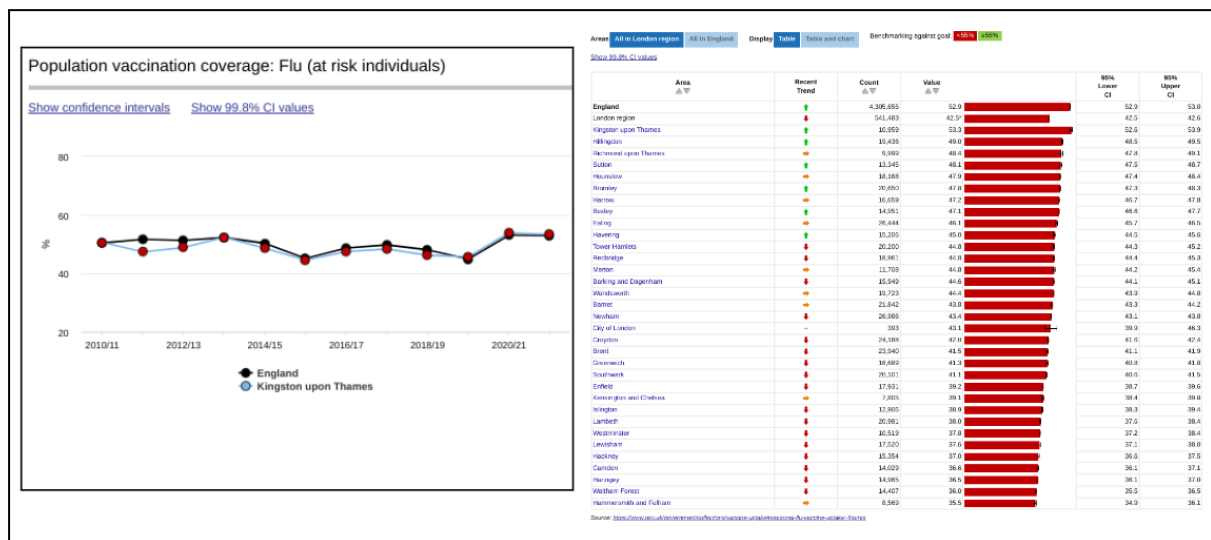 Population vaccination coverage: Flu (at risk individuals)
Show confidence intervals Show 99.8% CI values
80
60
%
40
20
2010/11 2012/13 2014/15 2016/17 2018/19 2020/21
England
Kingston upon Thames
Areas All in London region All in England Display Table Table and chart Benchmarking against goal: <55% ≥55%
Show 99.8% CI values
Area Recent Trend Count Value 95% Lower CI 95% Upper CI
England 4,305,656 52.9 52.9 53.0
London region 541,483 42.5* 42.5 42.6
Kingston upon Thames 10,959 53.3 52.6 53.9
Hillingdon 19,436 49.0 48.5 49.5
Richmond upon Thames 9,999 48.4 47.8 49.1
Sutton 13,345 48.1 47.5 48.7
Hounslow 18,168 47.9 47.4 48.4
Bromley 20,650 47.8 47.3 48.3
Harrow 16,659 47.2 46.7 47.8
Bexley 14,951 47.1 46.6 47.7
Ealing 26,444 46.1 45.7 46.5
Havering 15,206 45.0 44.5 45.6
Tower Hamlets 20,280 44.8 44.3 45.2
Redbridge 18,961 44.8 44.4 45.3
Merton 11,708 44.8 44.2 45.4
Barking and Dagenham 15,949 44.6 44.1 45.1
Wandsworth 19,723 44.4 43.9 44.8
Barnet 21,842 43.8 43.3 44.2
Newham 26,986 43.4 43.1 43.8
City of London – 393 43.1 39.9 46.3
Croydon 24,388 42.0 41.6 42.4
Brent 23,940 41.5 41.1 41.9
Greenwich 16,689 41.3 40.8 41.8
Southwark 20,301 41.1 40.6 41.5
Enfield 17,931 39.2 38.7 39.6
Kensington and Chelsea 7,805 39.1 38.4 39.8
Islington 12,906 38.9 38.3 39.4
Lambeth 20,981 38.0 37.6 38.4
Westminster 10,519 37.8 37.2 38.4
Lewisham 17,520 37.6 37.1 38.0
Hackney 15,354 37.0 36.6 37.5
Camden 14,029 36.6 36.1 37.1
Haringey 14,965 36.5 36.1 37.0
Waltham Forest 14,407 36.0 35.5 36.5
Hammersmith and Fulham 8,569 35.5 34.9 36.1
Source: